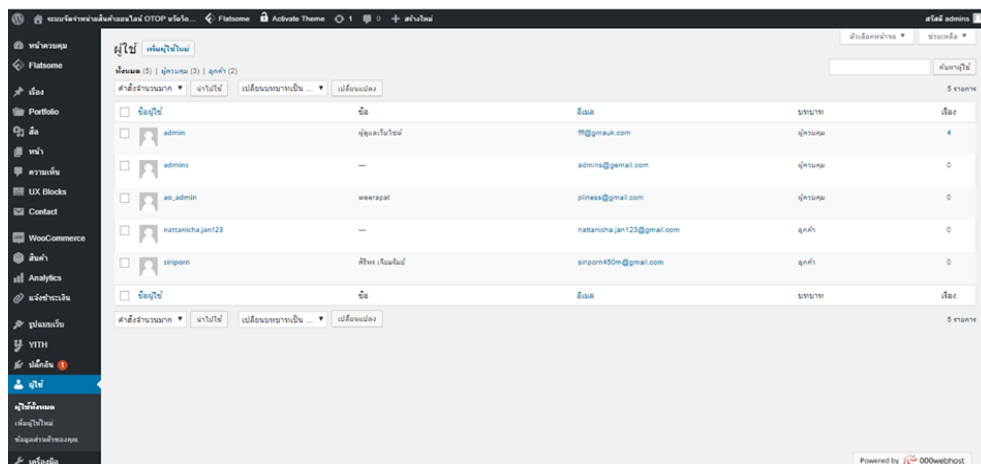 ระบบจัดจำหน่ายสินค้าออนไลน์ OTOP Flatsome Activate Theme 1 0 + สร้างใหม่ สวัสดี admins
หน้าควบคุม
Flatsome
เรื่อง
Portfolio
สื่อ
หน้า
ความเห็น
UX Blocks
Contact
WooCommerce
สินค้า
Analytics
แจ้งชำระเงิน
รูปแบบเว็บ
YITH
ปลั๊กอิน 1
ผู้ใช้
ผู้ใช้ทั้งหมด
เพิ่มผู้ใช้ใหม่
ข้อมูลส่วนตัวของคุณ
เครื่องมือ
ตัวเลือกหน้าจอ ▼ ช่วยเหลือ ▼
ผู้ใช้ เพิ่มผู้ใช้ใหม่
ทั้งหมด (5) | ผู้ควบคุม (3) | ลูกค้า (2)
ค้นหาผู้ใช้
คำสั่งจำนวนมาก ▼ นำไปใช้ เปลี่ยนบทบาทเป็น ... ▼ เปลี่ยนแปลง 5 รายการ
ชื่อผู้ใช้ ชื่อ อีเมล บทบาท เรื่อง
admin ผู้ดูแลเว็บไซต์ fff@gmauk.com ผู้ควบคุม 4
admins — admins@gemail.com ผู้ควบคุม 0
ao_admin weerapat pliness@gmail.com ผู้ควบคุม 0
nattanicha.jan123 — nattanicha.jan123@gmail.com ลูกค้า 0
siriporn ศิริพร siriporn450m@gmail.com ลูกค้า 0
ชื่อผู้ใช้ ชื่อ อีเมล บทบาท เรื่อง
คำสั่งจำนวนมาก ▼ นำไปใช้ เปลี่ยนบทบาทเป็น ... ▼ เปลี่ยนแปลง 5 รายการ
Powered by 000webhost